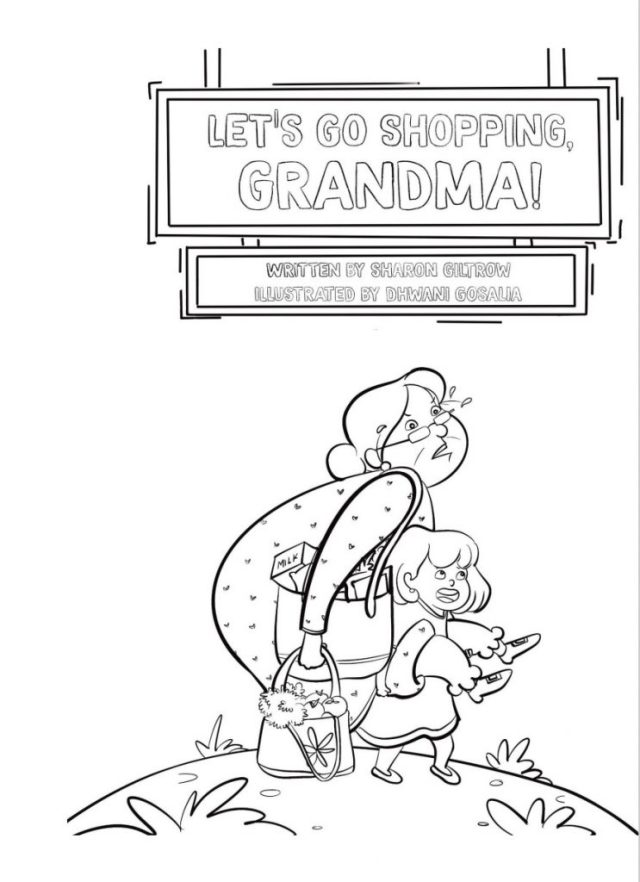 LET'S GO SHOPPING,
GRANDMA!
WRITTEN BY SHARON GILTROW
ILLUSTRATED BY DHWANI GOSALIA
MILK